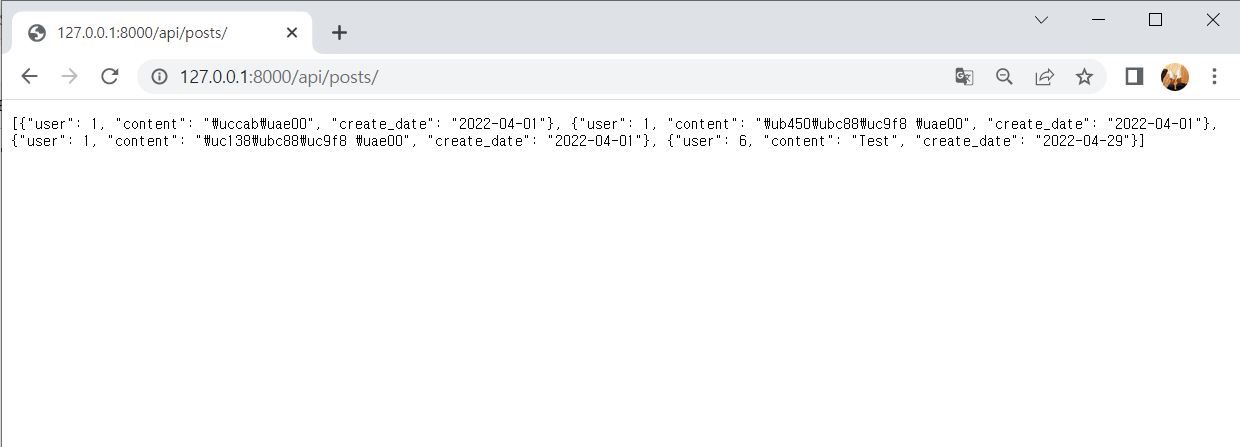 127.0.0.1:8000/api/posts/
127.0.0.1:8000/api/posts/
[{"user": 1, "content": "₩uccab₩uae00", "create_date": "2022-04-01"}, {"user": 1, "content": "₩ub450₩ubc88₩uc9f8 ₩uae00", "create_date": "2022-04-01"},
{"user": 1, "content": "₩uc138₩ubc88₩uc9f8 ₩uae00", "create_date": "2022-04-01"}, {"user": 6, "content": "Test", "create_date": "2022-04-29"}]